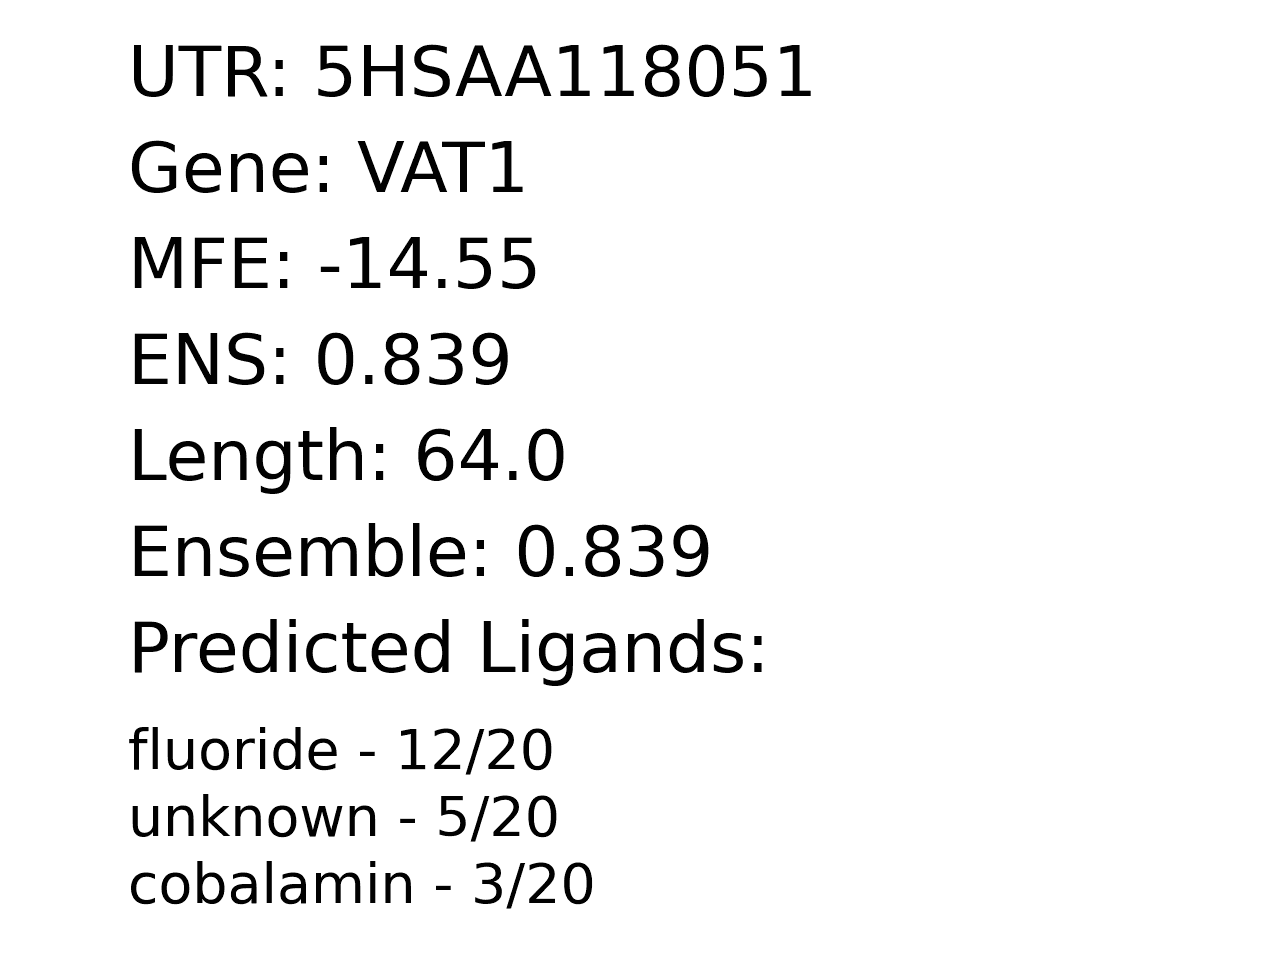 UTR: 5HSAA118051
Gene: VAT1
MFE: -14.55
ENS: 0.839
Length: 64.0
Ensemble: 0.839
Predicted Ligands:
fluoride - 12/20
unknown - 5/20
cobalamin - 3/20